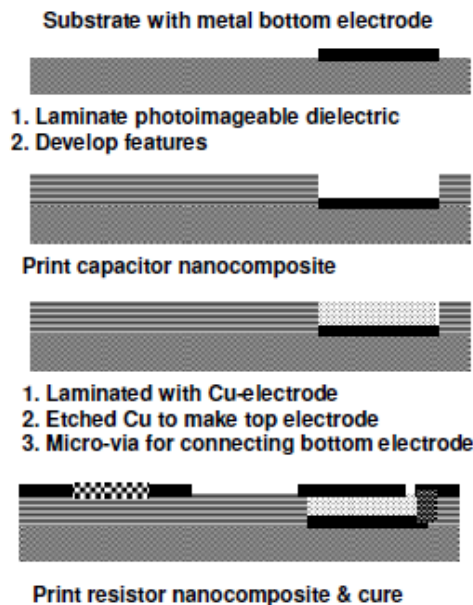 Substrate with metal bottom electrode
1. Laminate photoimageable dielectric
2. Develop features
Print capacitor nanocomposite
1. Laminated with Cu-electrode
2. Etched Cu to make top electrode
3. Micro-via for connecting bottom electrode
Print resistor nanocomposite & cure